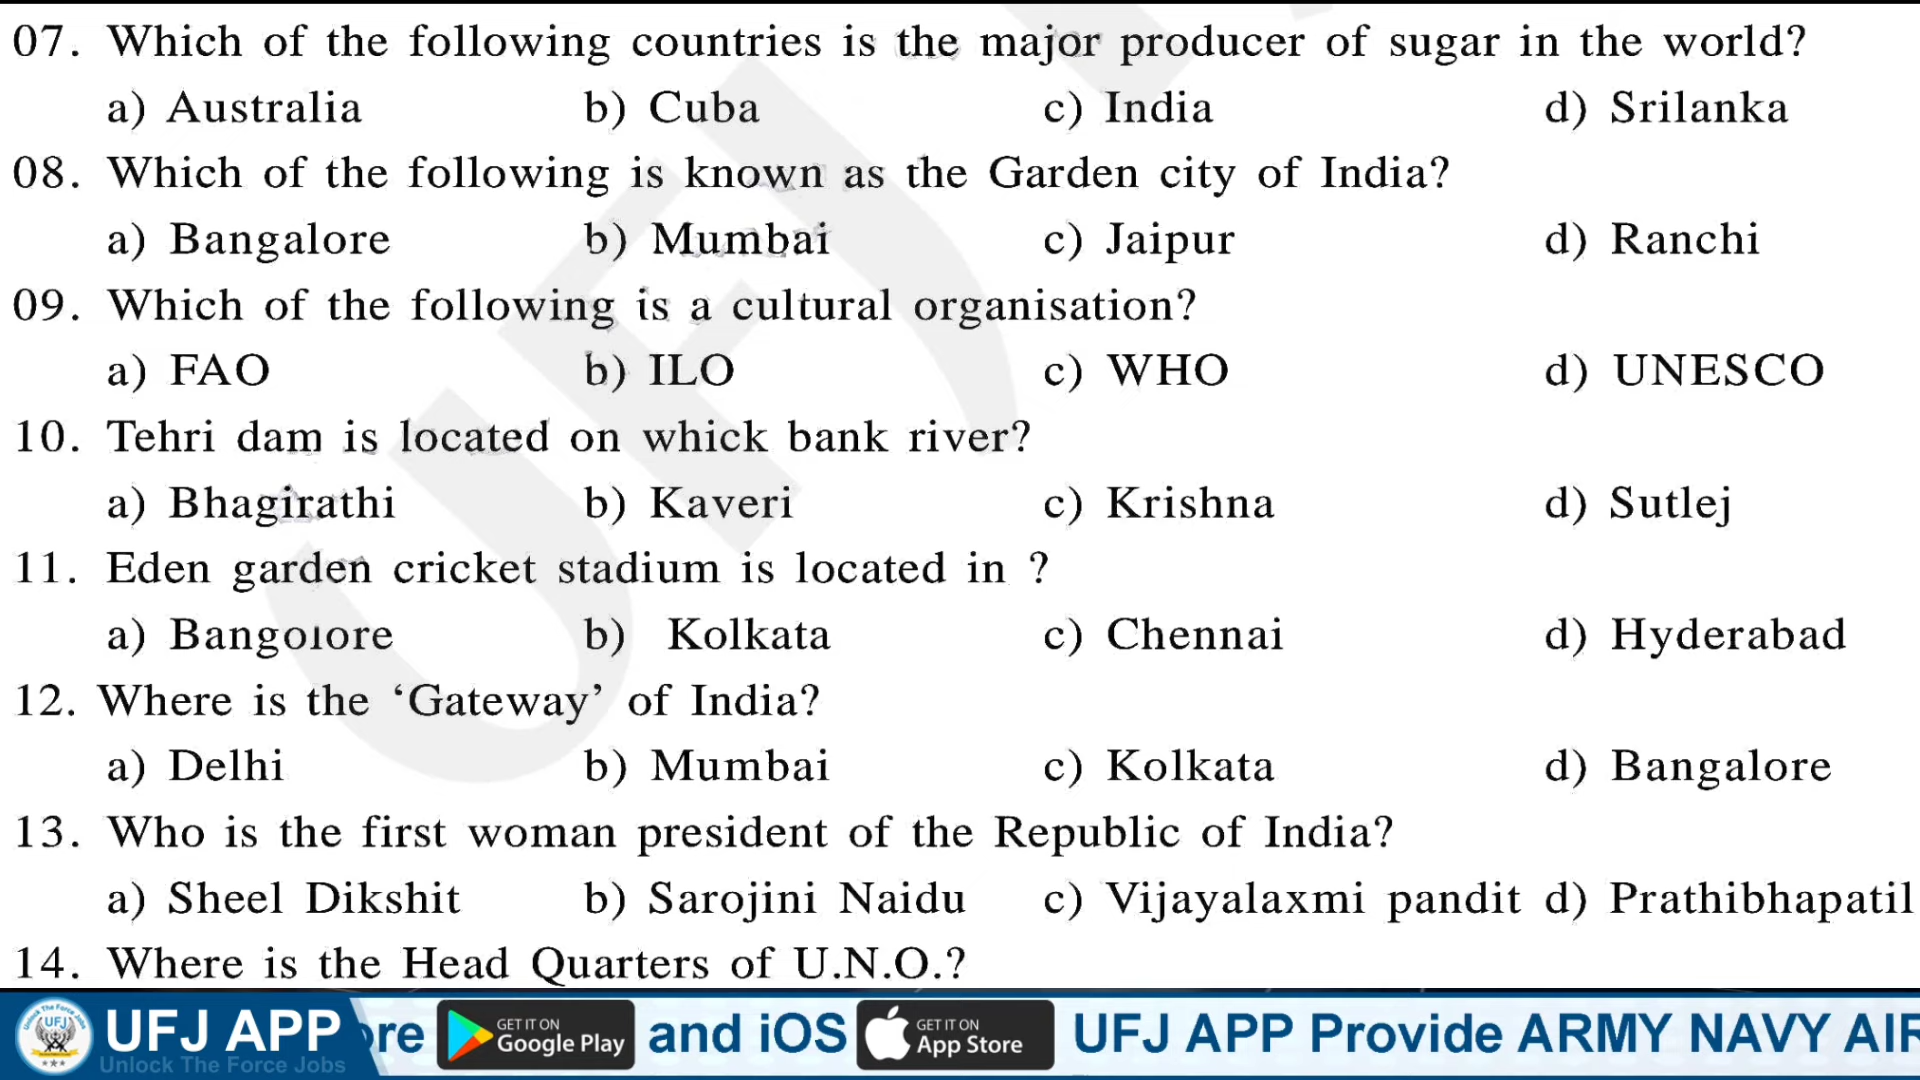 07. Which of the following countries is the major producer of sugar in the world?
a) Australia b) Cuba c) India d) Srilanka
08. Which of the following is known as the Garden city of India?
a) Bangalore b) Mumbai c) Jaipur d) Ranchi
09. Which of the following is a cultural organisation?
a) FAO b) ILO c) WHO d) UNESCO
10. Tehri dam is located on whick bank river?
a) Bhagirathi b) Kaveri c) Krishna d) Sutlej
11. Eden garden cricket stadium is located in ?
a) Bangolore b) Kolkata c) Chennai d) Hyderabad
12. Where is the ‘Gateway’ of India?
a) Delhi b) Mumbai c) Kolkata d) Bangalore
13. Who is the first woman president of the Republic of India?
a) Sheel Dikshit b) Sarojini Naidu c) Vijayalaxmi pandit d) Prathibhapatil
14. Where is the Head Quarters of U.N.O.?
UFJ UFJ APP re GET IT ON Google Play and iOS GET IT ON App Store UFJ APP Provide ARMY NAVY AIR
Unlock The Force Jobs